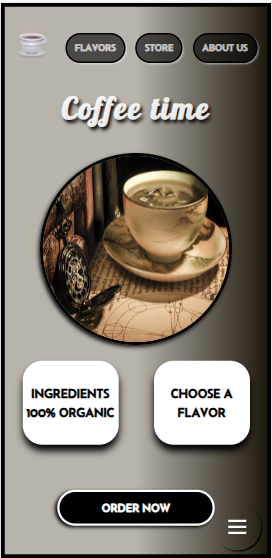 FLAVORS STORE ABOUT US
Coffee time
INGREDIENTS
100% ORGANIC
CHOOSE A
FLAVOR
ORDER NOW